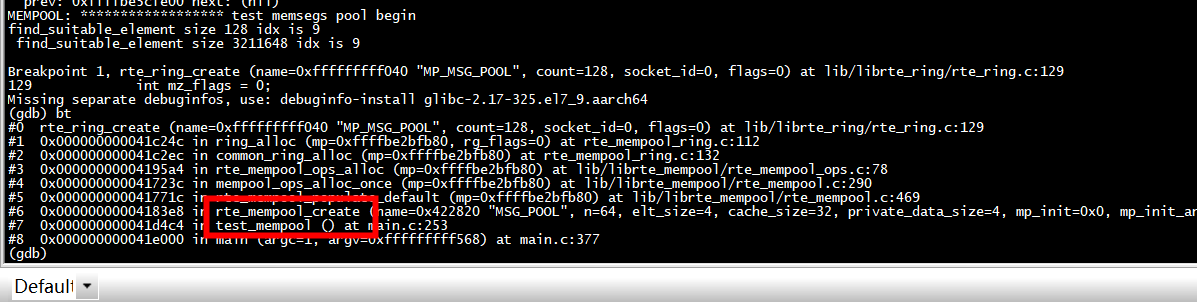 prev: 0xffffbe5cfe00 next: (nil)
MEMPOOL: ****************** test memsegs pool begin
find_suitable_element size 128 idx is 9
find_suitable_element size 3211648 idx is 9
Breakpoint 1, rte_ring_create (name=0xfffffffff040 "MP_MSG_POOL", count=128, socket_id=0, flags=0) at lib/librte_ring/rte_ring.c:129
129 int mz_flags = 0;
Missing separate debuginfos, use: debuginfo-install glibc-2.17-325.el7_9.aarch64
(gdb) bt
#0 rte_ring_create (name=0xfffffffff040 "MP_MSG_POOL", count=128, socket_id=0, flags=0) at lib/librte_ring/rte_ring.c:129
#1 0x000000000041c24c in ring_alloc (mp=0xffffbe2bfb80, rg_flags=0) at rte_mempool_ring.c:112
#2 0x000000000041c2ec in common_ring_alloc (mp=0xffffbe2bfb80) at rte_mempool_ring.c:132
#3 0x00000000004195a4 in rte_mempool_ops_alloc (mp=0xffffbe2bfb80) at lib/librte_mempool/rte_mempool_ops.c:78
#4 0x000000000041723c in mempool_ops_alloc_once (mp=0xffffbe2bfb80) at lib/librte_mempool/rte_mempool.c:290
#5 0x000000000041771c in rte_mempool_populate_default (mp=0xffffbe2bfb80) at lib/librte_mempool/rte_mempool.c:469
#6 0x00000000004183e8 in rte_mempool_create (name=0x422820 "MSG_POOL", n=64, elt_size=4, cache_size=32, private_data_size=4, mp_init=0x0, mp_init_ar
#7 0x000000000041d4c4 in test_mempool () at main.c:253
#8 0x000000000041e000 in main (argc=1, argv=0xfffffffff568) at main.c:377
(gdb)
Default